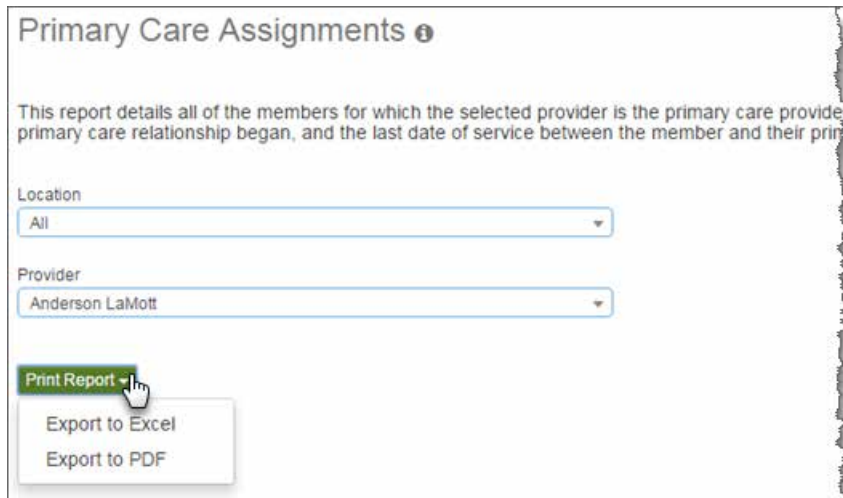 Primary Care Assignments
This report details all of the members for which the selected provider is the primary care provide
primary care relationship began, and the last date of service between the member and their prin
Location
All
Provider
Anderson LaMott
Print Report
Export to Excel
Export to PDF